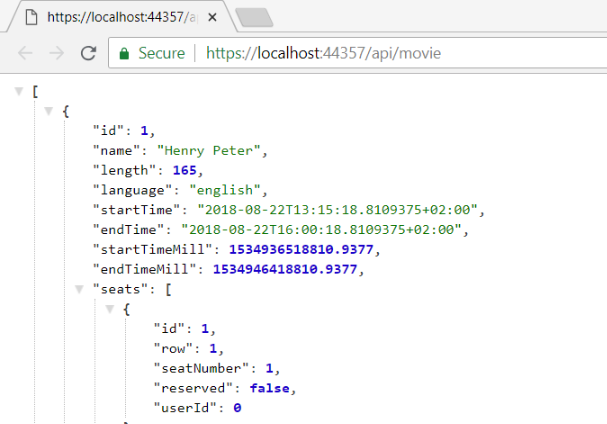 https://localhost:44357/a
Secure
https://localhost:44357/api/movie
[
{
"id": 1,
"name": "Henry Peter",
"length": 165,
"language": "english",
"startTime": "2018-08-22T13:15:18.8109375+02:00",
"endTime": "2018-08-22T16:00:18.8109375+02:00",
"startTimeMill": 1534936518810.9377,
"endTimeMill": 1534946418810.9377,
"seats": [
{
"id": 1,
"row": 1,
"seatNumber": 1,
"reserved": false,
"userId": 0